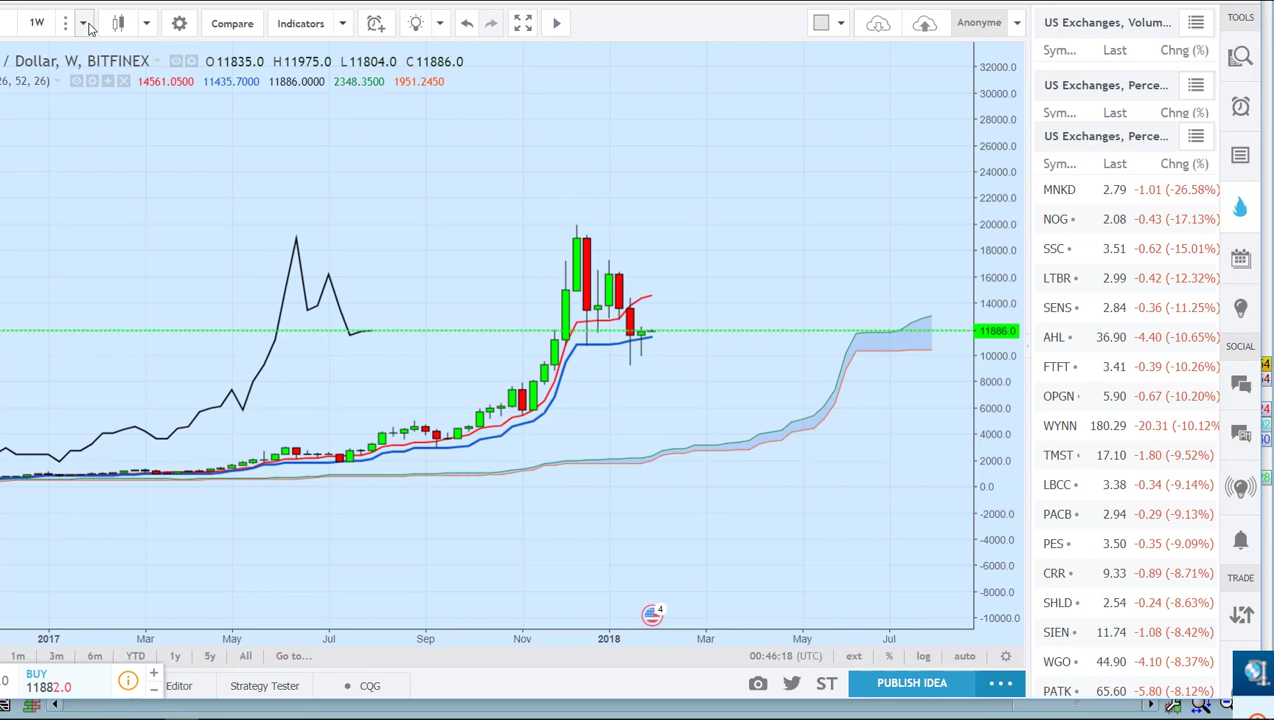 1W Compare Indicators Anonyme
/ Dollar, W, BITFINEX O11835.0 H11975.0 L11804.0 C11886.0
26, 52, 26) 14561.0500 11435.7000 11886.0000 2348.3500 1951.2450
32000.0
30000.0
28000.0
26000.0
24000.0
22000.0
20000.0
18000.0
16000.0
14000.0
11886.0
10000.0
8000.0
6000.0
4000.0
2000.0
0.0
-2000.0
-4000.0
-6000.0
-8000.0
-10000.0
4
2017 Mar May Jul Sep Nov 2018 Mar May Jul
1m 3m 6m YTD 1y 5y All Go to... 00:46:18 (UTC) ext % log auto
BUY
.0 11882.0
Editor Strategy Tester CQG ST PUBLISH IDEA
US Exchanges, Volum...
Sym... Last Chng (%)
US Exchanges, Perce...
Sym... Last Chng (%)
US Exchanges, Perce...
Sym... Last Chng (%)
MNKD 2.79 -1.01 (-26.58%)
NOG 2.08 -0.43 (-17.13%)
SSC 3.51 -0.62 (-15.01%)
LTBR 2.99 -0.42 (-12.32%)
SENS 2.84 -0.36 (-11.25%)
AHL 36.90 -4.40 (-10.65%)
FTFT 3.41 -0.39 (-10.26%)
OPGN 5.90 -0.67 (-10.20%)
WYNN 180.29 -20.31 (-10.12%)
TMST 17.10 -1.80 (-9.52%)
LBCC 3.38 -0.34 (-9.14%)
PACB 2.94 -0.29 (-9.13%)
PES 3.50 -0.35 (-9.09%)
CRR 9.33 -0.89 (-8.71%)
SHLD 2.54 -0.24 (-8.63%)
SIEN 11.74 -1.08 (-8.42%)
WGO 44.90 -4.10 (-8.37%)
PATK 65.60 -5.80 (-8.12%)
TOOLS
SOCIAL
TRADE
54
54
24
60
28